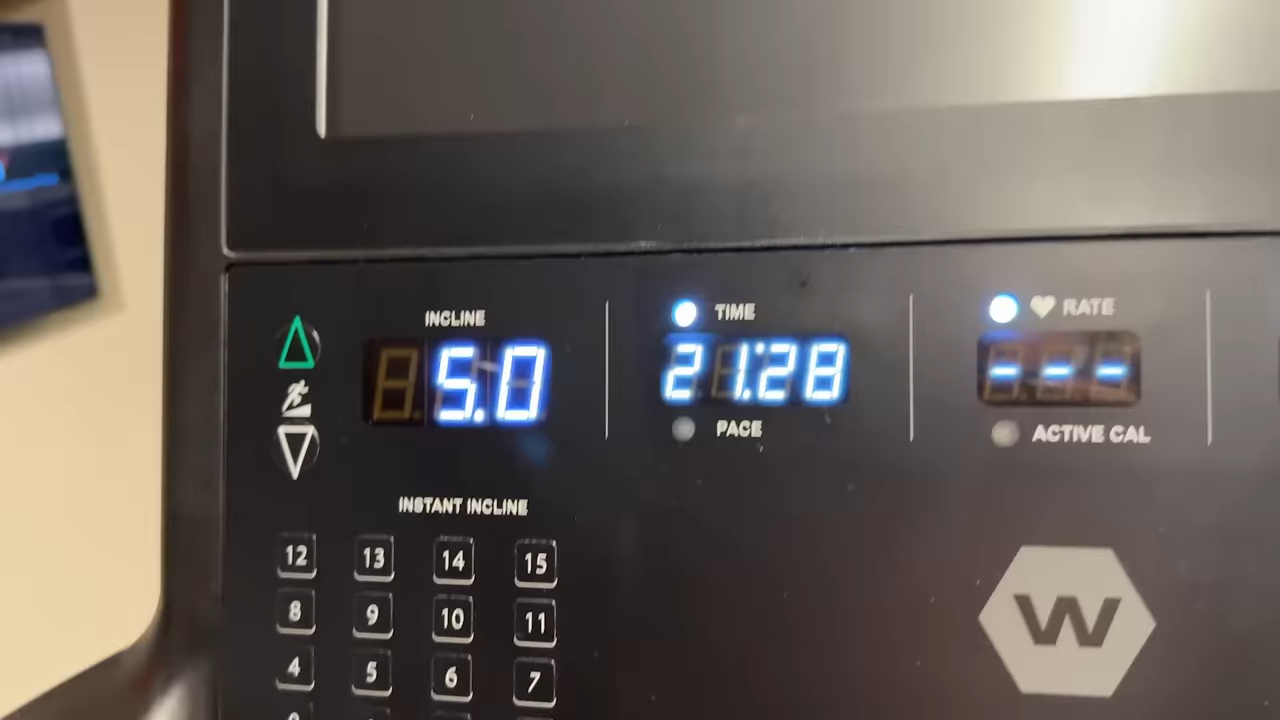 INCLINE
5.0
TIME
21:28
PACE
RATE
---
ACTIVE CAL
INSTANT INCLINE
12 13 14 15
8 9 10 11
4 5 6 7
W